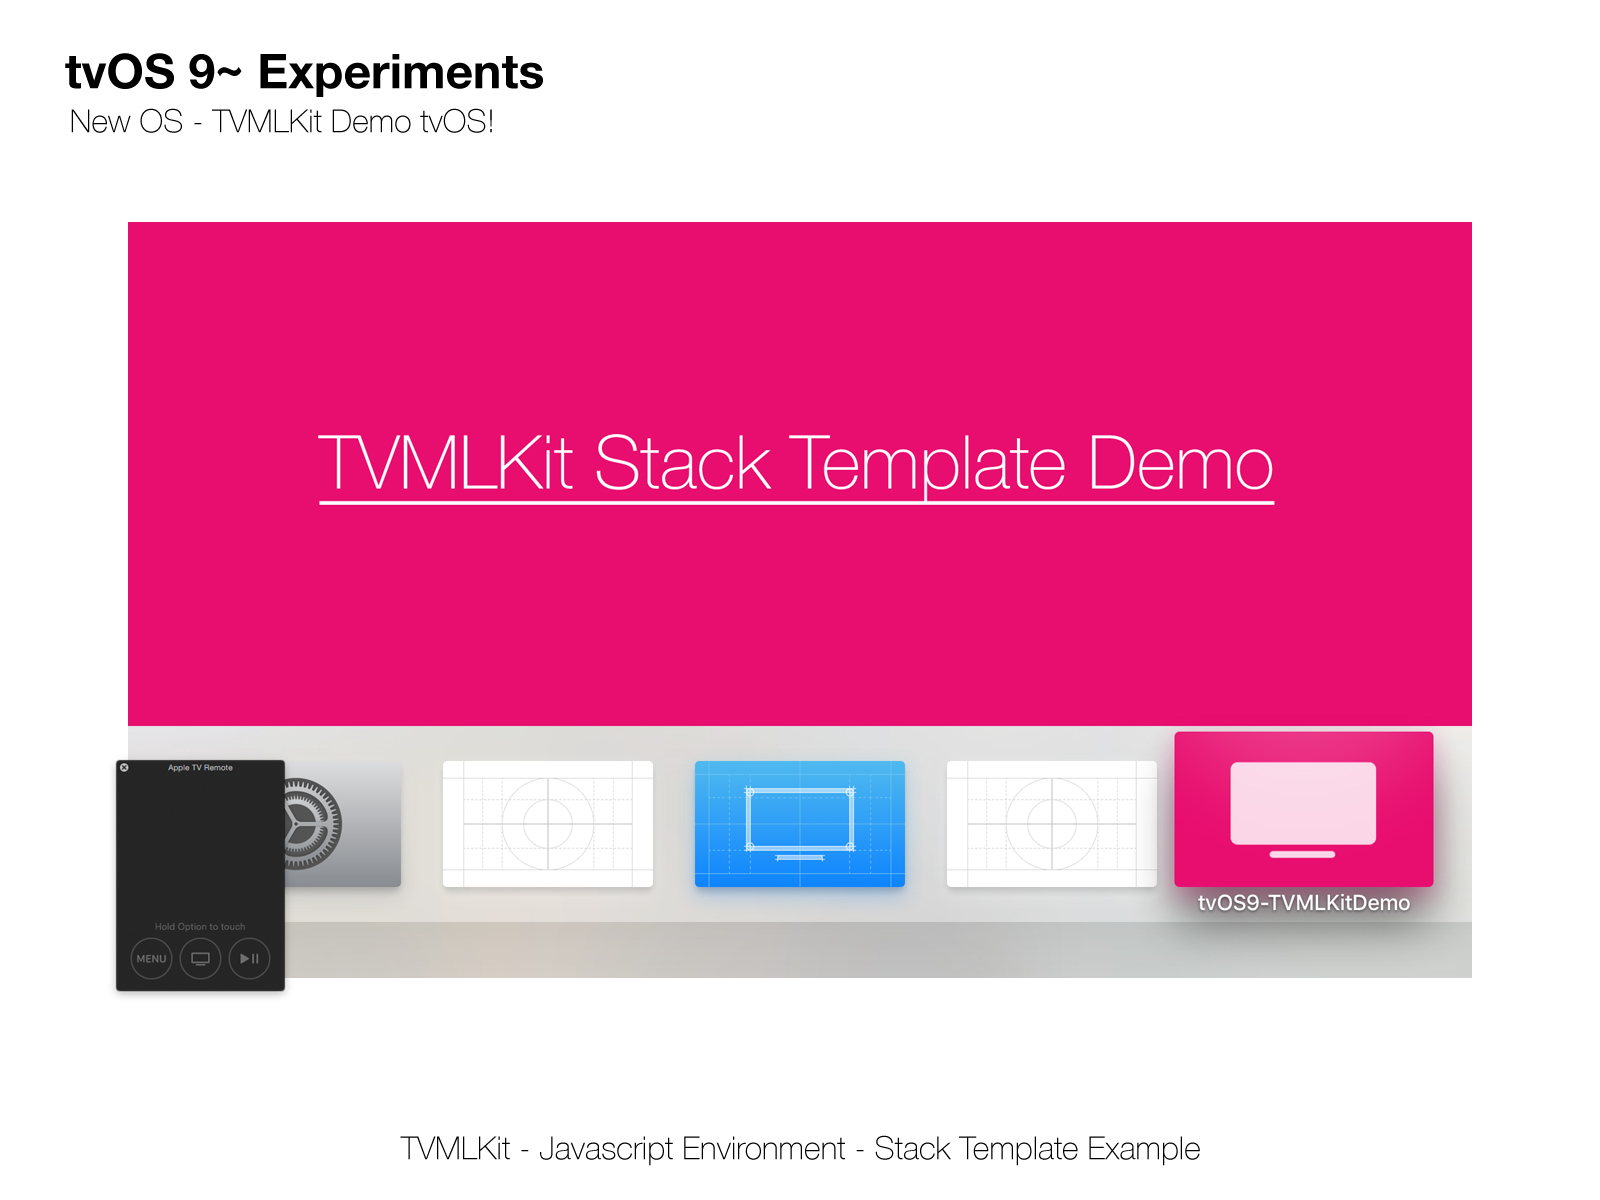 tvOS 9~ Experiments
New OS - TVMLKit Demo tvOS!
TVMLKit Stack Template Demo
Apple TV Remote
tvOS9-TVMLKitDemo
Hold Option to touch
MENU
TVMLKit - Javascript Environment - Stack Template Example